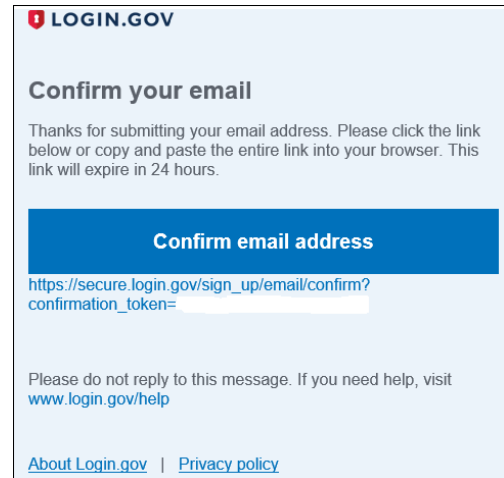 LOGIN.GOV
Confirm your email
Thanks for submitting your email address. Please click the link
below or copy and paste the entire link into your browser. This
link will expire in 24 hours.
Confirm email address
https://secure.login.gov/sign_up/email/confirm?
confirmation_token=
Please do not reply to this message. If you need help, visit
www.login.gov/help
About Login.gov | Privacy policy